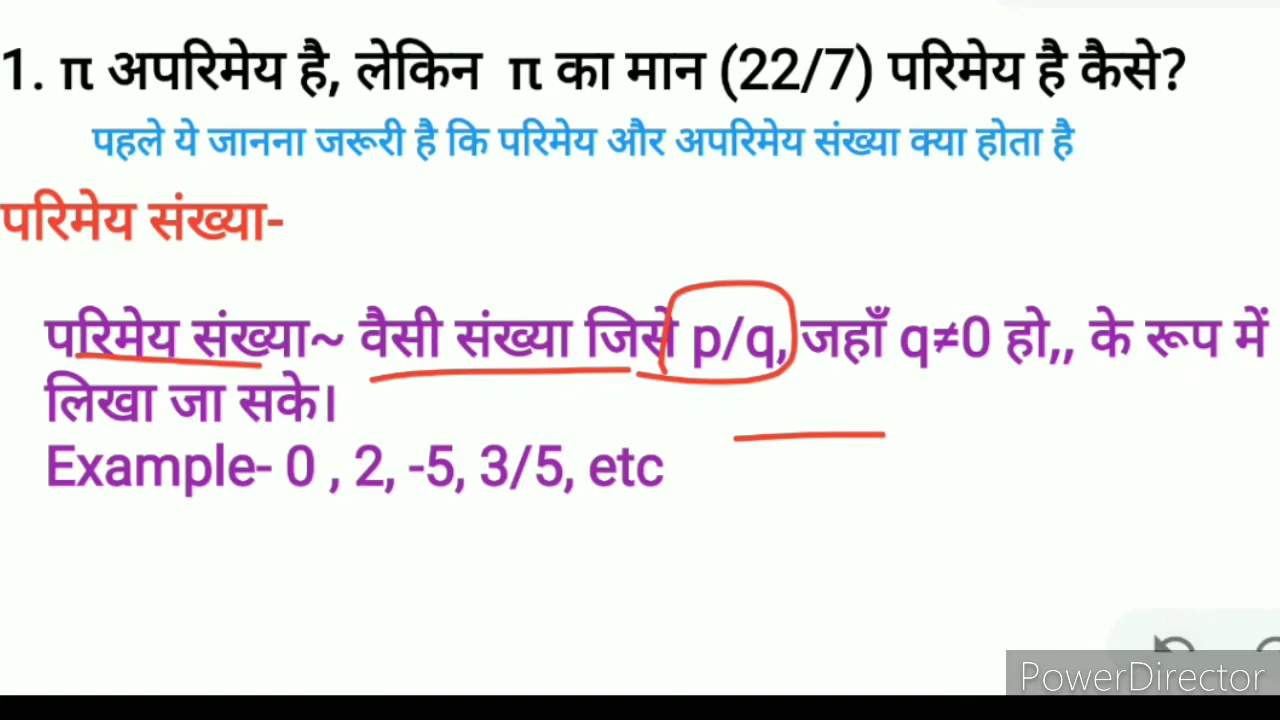 1. π अपरिमेय है, लेकिन π का मान (22/7) परिमेय है कैसे?
पहले ये जानना जरूरी है कि परिमेय और अपरिमेय संख्या क्या होता है
परिमेय संख्या-
परिमेय संख्या~ वैसी संख्या जिसे p/q, जहाँ q≠0 हो,, के रूप में
लिखा जा सके।
Example- 0 , 2, -5, 3/5, etc
PowerDirector